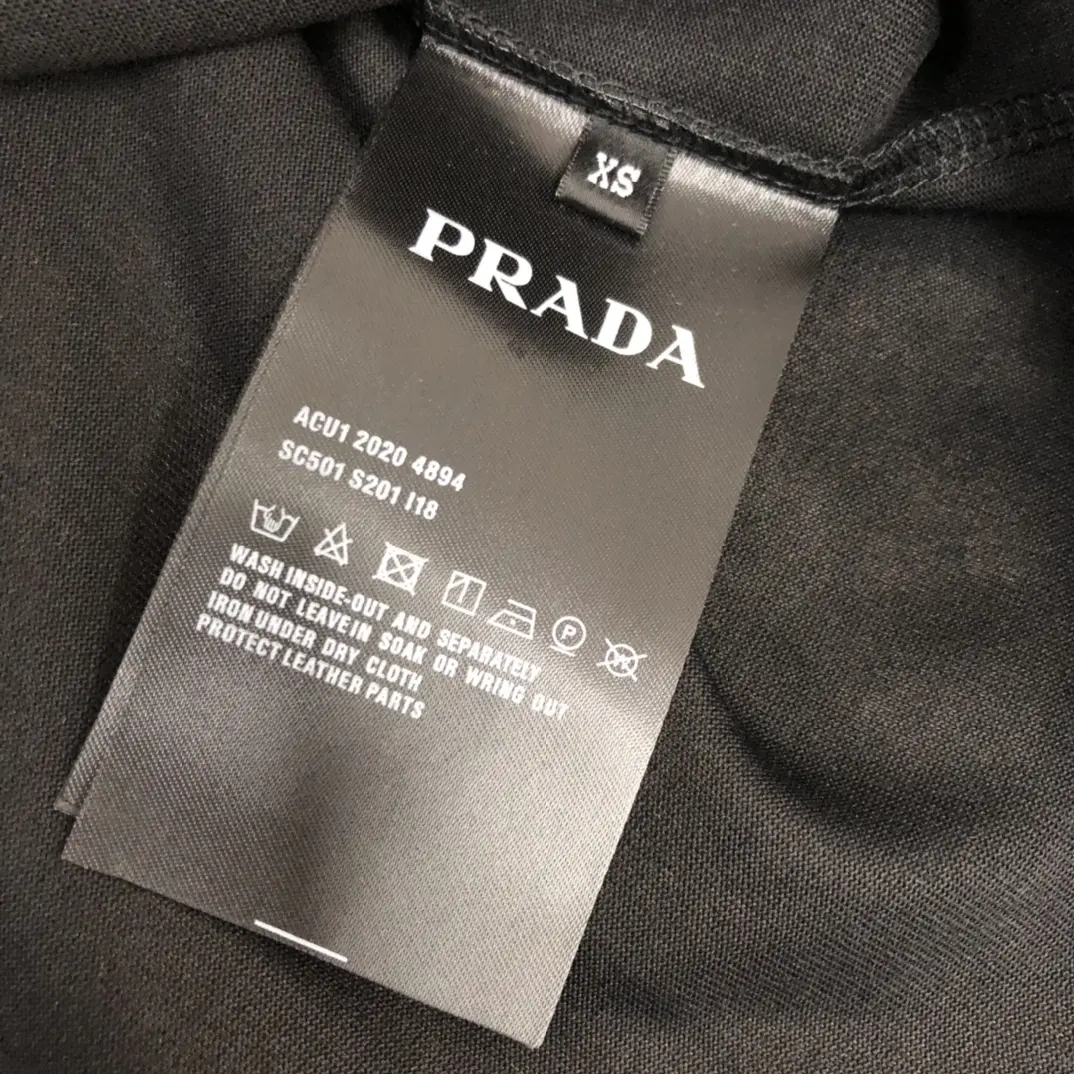 XS
PRADA
ACU1 2020 4894
SC501 S201 I18
P
WASH INSIDE-OUT AND SEPARATELY
DO NOT LEAVE IN SOAK OR WRING OUT
IRON UNDER DRY CLOTH
PROTECT LEATHER PARTS